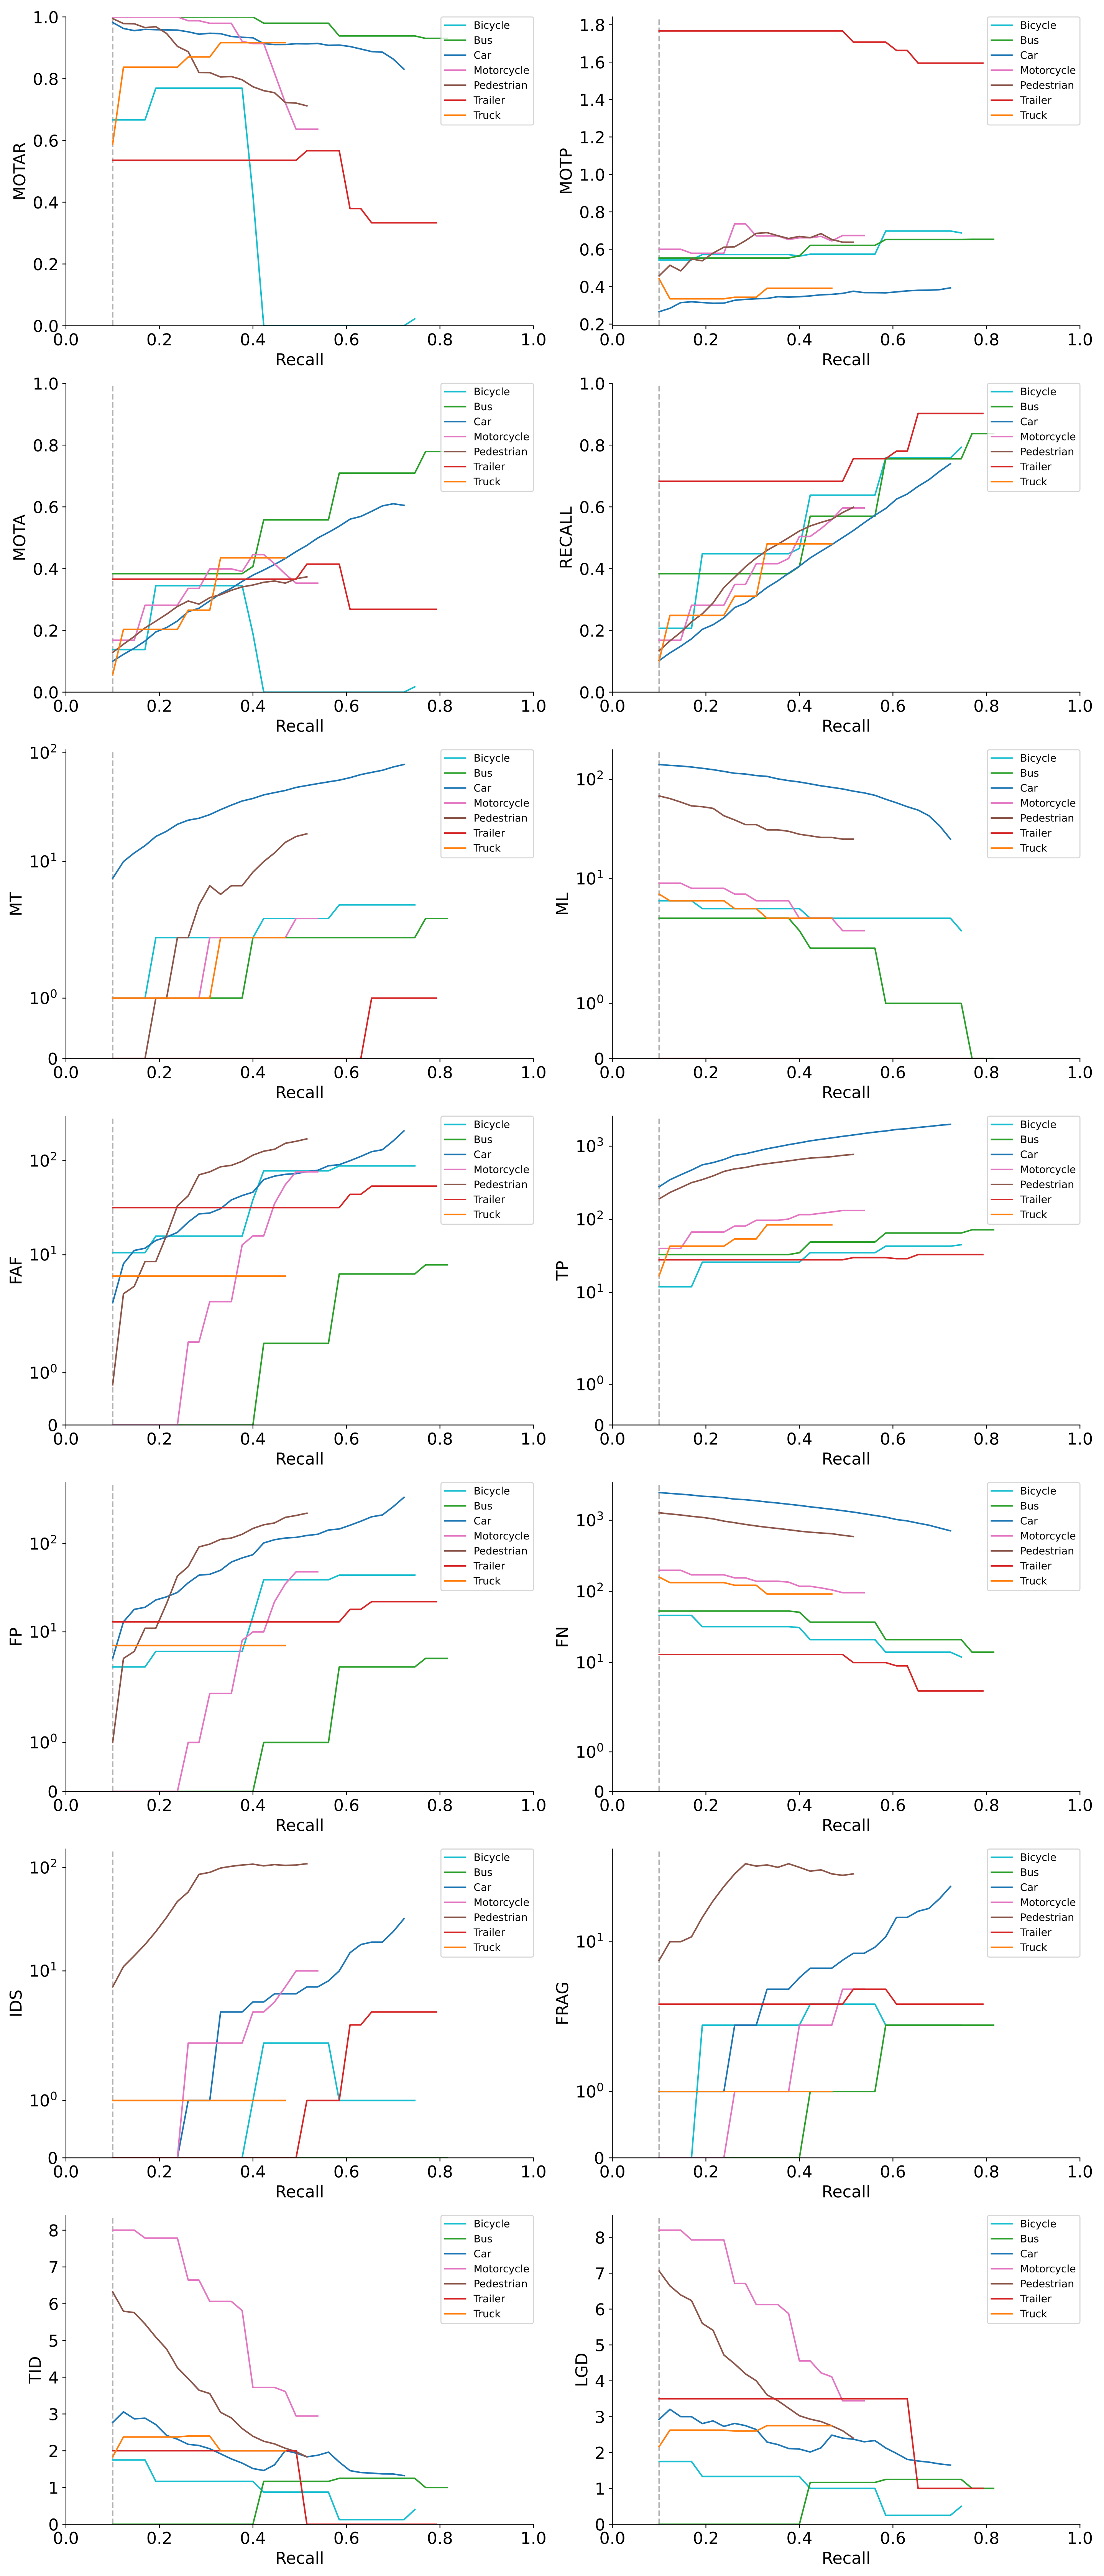 MOTAR
1.0
0.8
0.6
0.4
0.2
0.0
0.0 0.2 0.4 0.6 0.8 1.0
Recall
Bicycle
Bus
Car
Motorcycle
Pedestrian
Trailer
Truck
MOTP
1.8
1.6
1.4
1.2
1.0
0.8
0.6
0.4
0.2
0.0 0.2 0.4 0.6 0.8 1.0
Recall
Bicycle
Bus
Car
Motorcycle
Pedestrian
Trailer
Truck
MOTA
1.0
0.8
0.6
0.4
0.2
0.0
0.0 0.2 0.4 0.6 0.8 1.0
Recall
Bicycle
Bus
Car
Motorcycle
Pedestrian
Trailer
Truck
RECALL
1.0
0.8
0.6
0.4
0.2
0.0
0.0 0.2 0.4 0.6 0.8 1.0
Recall
Bicycle
Bus
Car
Motorcycle
Pedestrian
Trailer
Truck
MT
10²
10¹
10⁰
0
0.0 0.2 0.4 0.6 0.8 1.0
Recall
Bicycle
Bus
Car
Motorcycle
Pedestrian
Trailer
Truck
ML
10²
10¹
10⁰
0
0.0 0.2 0.4 0.6 0.8 1.0
Recall
Bicycle
Bus
Car
Motorcycle
Pedestrian
Trailer
Truck
FAF
10²
10¹
10⁰
0
0.0 0.2 0.4 0.6 0.8 1.0
Recall
Bicycle
Bus
Car
Motorcycle
Pedestrian
Trailer
Truck
TP
10³
10²
10¹
10⁰
0
0.0 0.2 0.4 0.6 0.8 1.0
Recall
Bicycle
Bus
Car
Motorcycle
Pedestrian
Trailer
Truck
FP
10²
10¹
10⁰
0
0.0 0.2 0.4 0.6 0.8 1.0
Recall
Bicycle
Bus
Car
Motorcycle
Pedestrian
Trailer
Truck
FN
10³
10²
10¹
10⁰
0
0.0 0.2 0.4 0.6 0.8 1.0
Recall
Bicycle
Bus
Car
Motorcycle
Pedestrian
Trailer
Truck
IDS
10²
10¹
10⁰
0
0.0 0.2 0.4 0.6 0.8 1.0
Recall
Bicycle
Bus
Car
Motorcycle
Pedestrian
Trailer
Truck
FRAG
10¹
10⁰
0
0.0 0.2 0.4 0.6 0.8 1.0
Recall
Bicycle
Bus
Car
Motorcycle
Pedestrian
Trailer
Truck
TID
8
7
6
5
4
3
2
1
0
0.0 0.2 0.4 0.6 0.8 1.0
Recall
Bicycle
Bus
Car
Motorcycle
Pedestrian
Trailer
Truck
LGD
8
7
6
5
4
3
2
1
0
0.0 0.2 0.4 0.6 0.8 1.0
Recall
Bicycle
Bus
Car
Motorcycle
Pedestrian
Trailer
Truck